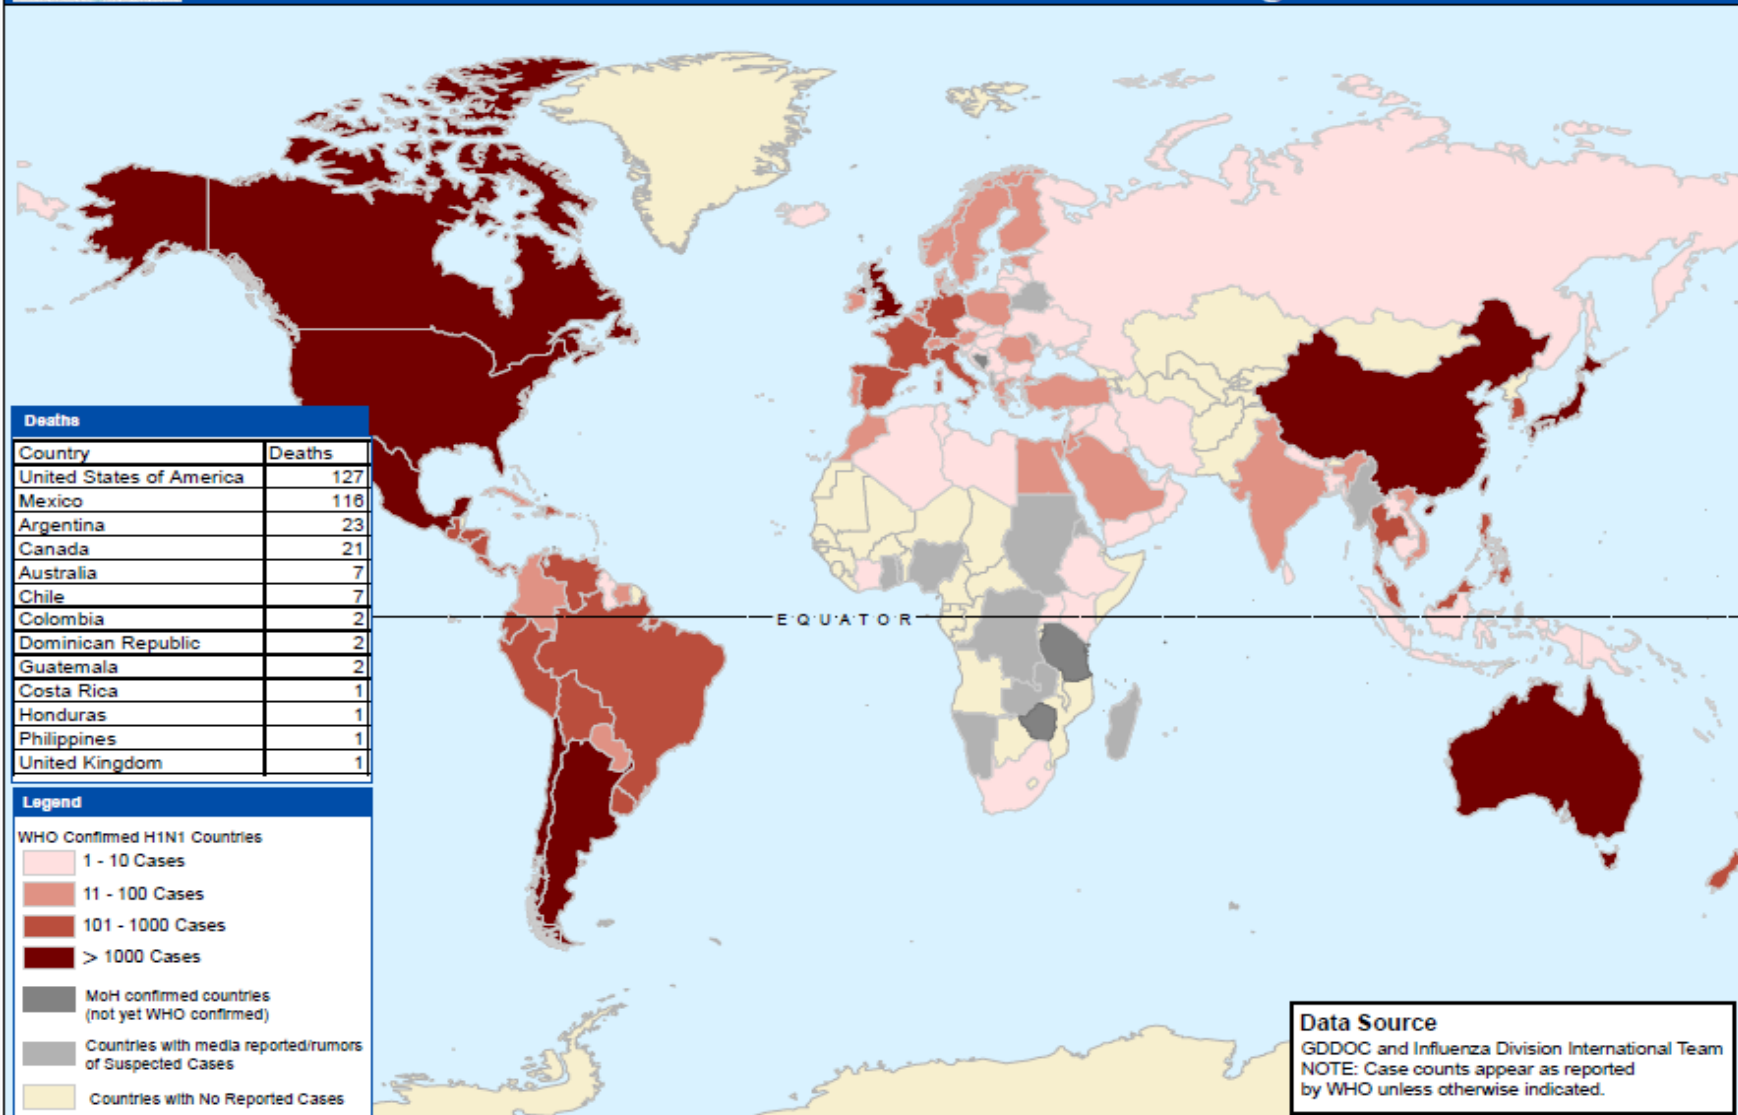 Deaths
Country Deaths
United States of America 127
Mexico 116
Argentina 23
Canada 21
Australia 7
Chile 7
Colombia 2
Dominican Republic 2
Guatemala 2
Costa Rica 1
Honduras 1
Philippines 1
United Kingdom 1
EQUATOR
Legend
WHO Confirmed H1N1 Countries
1 - 10 Cases
11 - 100 Cases
101 - 1000 Cases
> 1000 Cases
MoH confirmed countries
(not yet WHO confirmed)
Countries with media reported/rumors
of Suspected Cases
Countries with No Reported Cases
Data Source
GDDOC and Influenza Division International Team
NOTE: Case counts appear as reported
by WHO unless otherwise indicated.